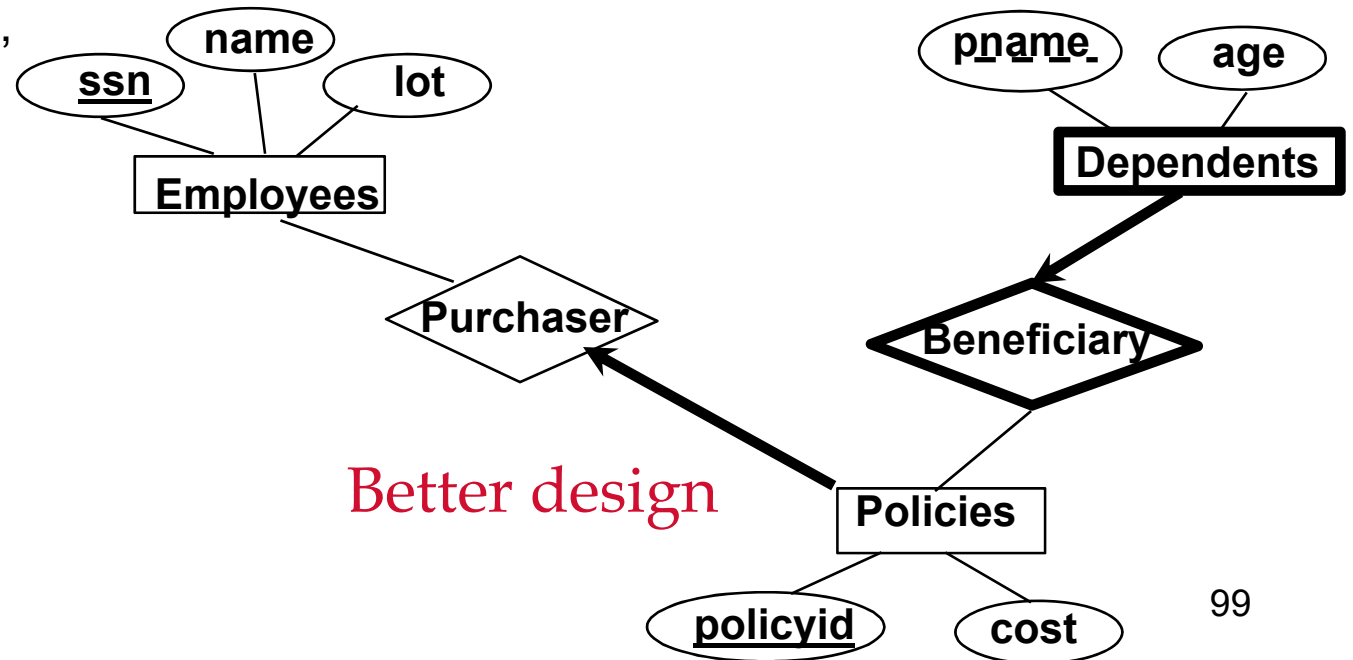 ,
name
ssn
lot
pname
age
Employees
Dependents
Purchaser
Beneficiary
Better design
Policies
policyid
cost
99